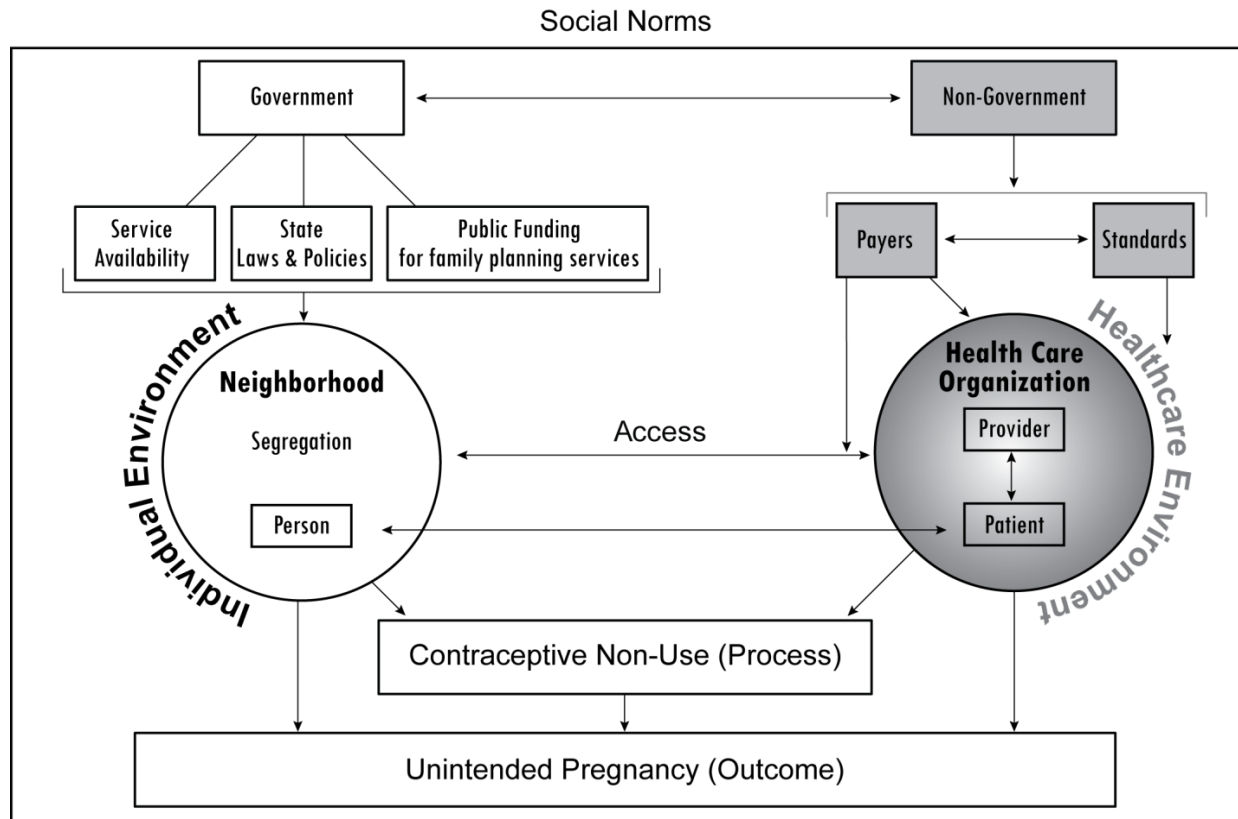 Social Norms
Government
Non-Government
Service
Availability
State
Laws & Policies
Public Funding
for family planning services
Payers
Standards
Individual Environment
Neighborhood
Segregation
Person
Access
Health Care
Organization
Provider
Patient
Healthcare Environment
Contraceptive Non-Use (Process)
Unintended Pregnancy (Outcome)